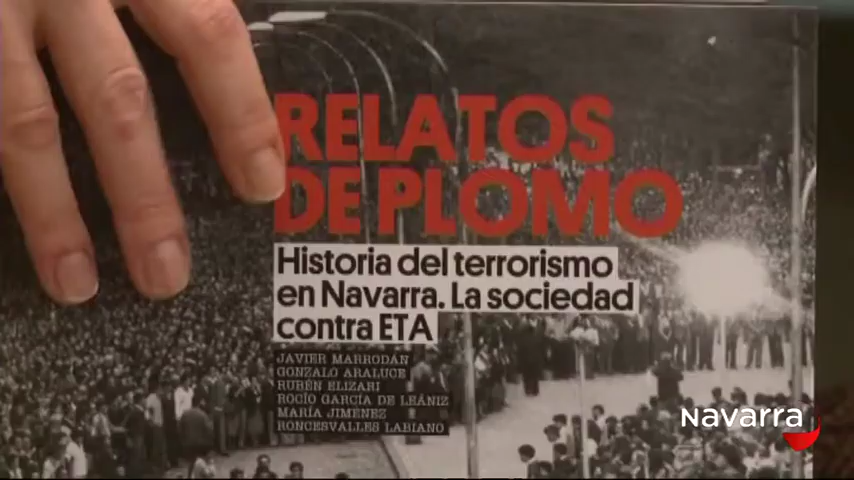 RELATOS
DE PLOMO
Historia del terrorismo
en Navarra. La sociedad
contra ETA
JAVIER MARRODÁN
GONZALO ARALUCE
RUBÉN ELIZARI
ROCÍO GARCÍA DE LEÁNIZ
MARÍA JIMÉNEZ
RONCESVALLES LABIANO
navarra